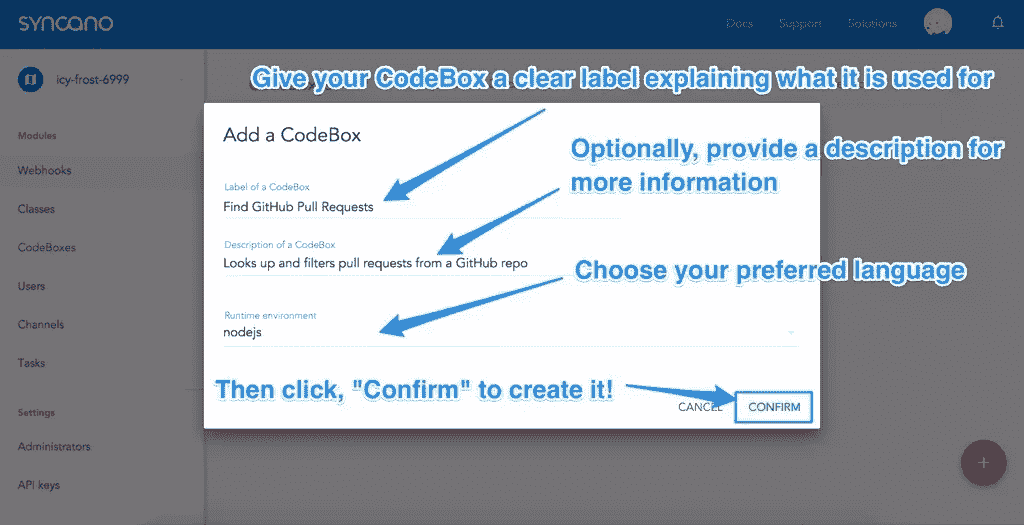 syncano
Docs Support Solutions
icy-frost-6999
Give your CodeBox a clear label explaining what it is used for
Modules
Webhooks
Classes
CodeBoxes
Users
Channels
Tasks
Settings
Administrators
API keys
Add a CodeBox
Optionally, provide a description for
more information
Label of a CodeBox
Find GitHub Pull Requests
Description of a CodeBox
Looks up and filters pull requests from a GitHub repo
Choose your preferred language
Runtime environment
nodejs
Then click, "Confirm" to create it!
CANCEL CONFIRM
+